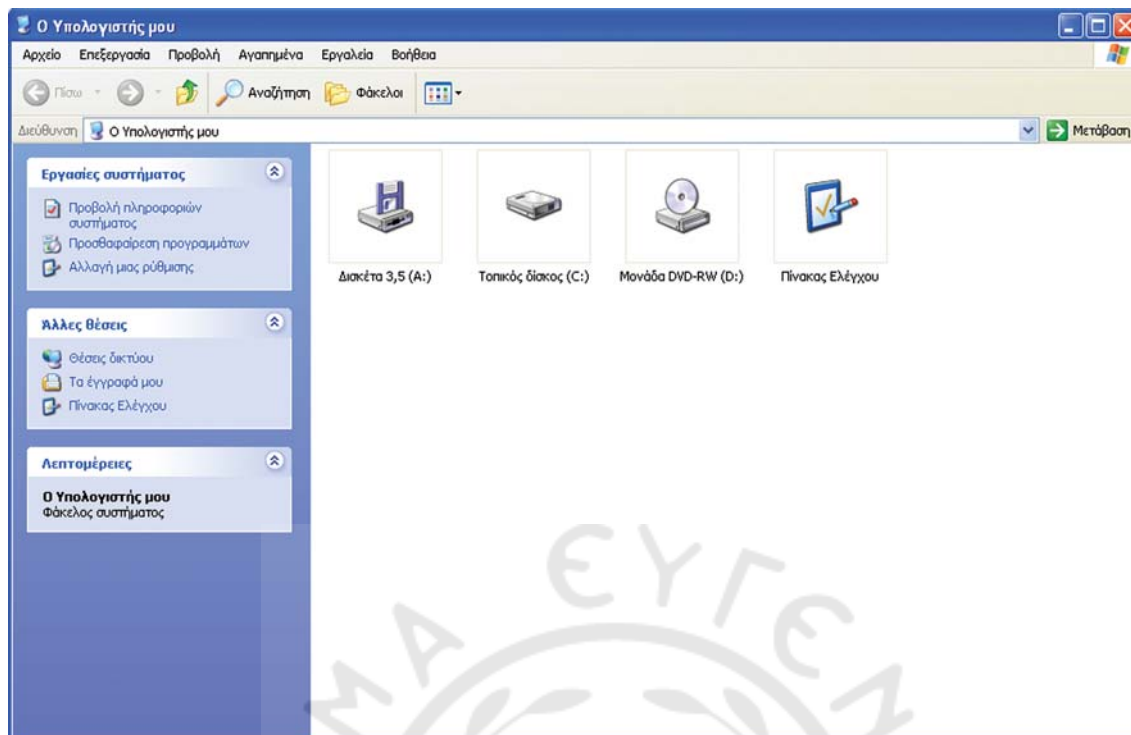 Ο Υπολογιστής μου
Αρχείο Επεξεργασία Προβολή Αγαπημένα Εργαλεία Βοήθεια
Πίσω Αναζήτηση Φάκελοι
Διεύθυνση Ο Υπολογιστής μου Μετάβαση
Εργασίες συστήματος
Προβολή πληροφοριών
συστήματος
Προσθαφαίρεση προγραμμάτων
Αλλαγή μιας ρύθμισης
Δισκέτα 3,5 (A:) Τοπικός δίσκος (C:) Μονάδα DVD-RW (D:) Πίνακας Ελέγχου
Άλλες θέσεις
Θέσεις δικτύου
Τα έγγραφά μου
Πίνακας Ελέγχου
Λεπτομέρειες
Ο Υπολογιστής μου
Φάκελος συστήματος
ΜΑ ΕΥΓΕΝ